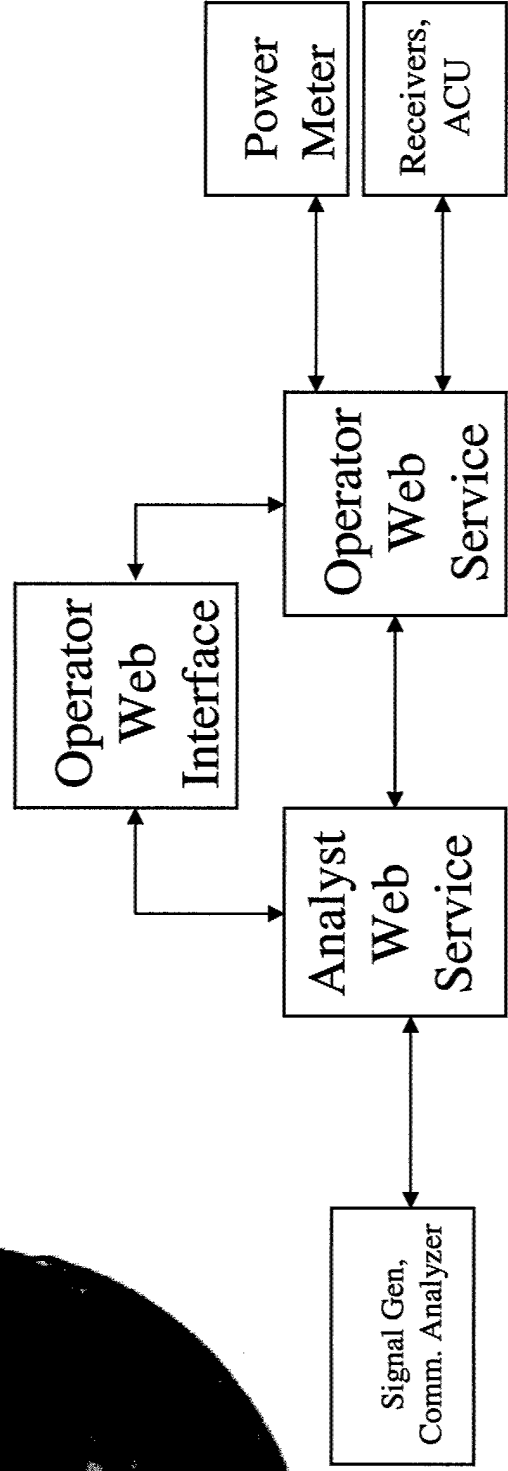 Operator
Web
Interface
Signal Gen,
Comm. Analyzer
Analyst
Web
Service
Operator
Web
Service
Power
Meter
Receivers,
ACU